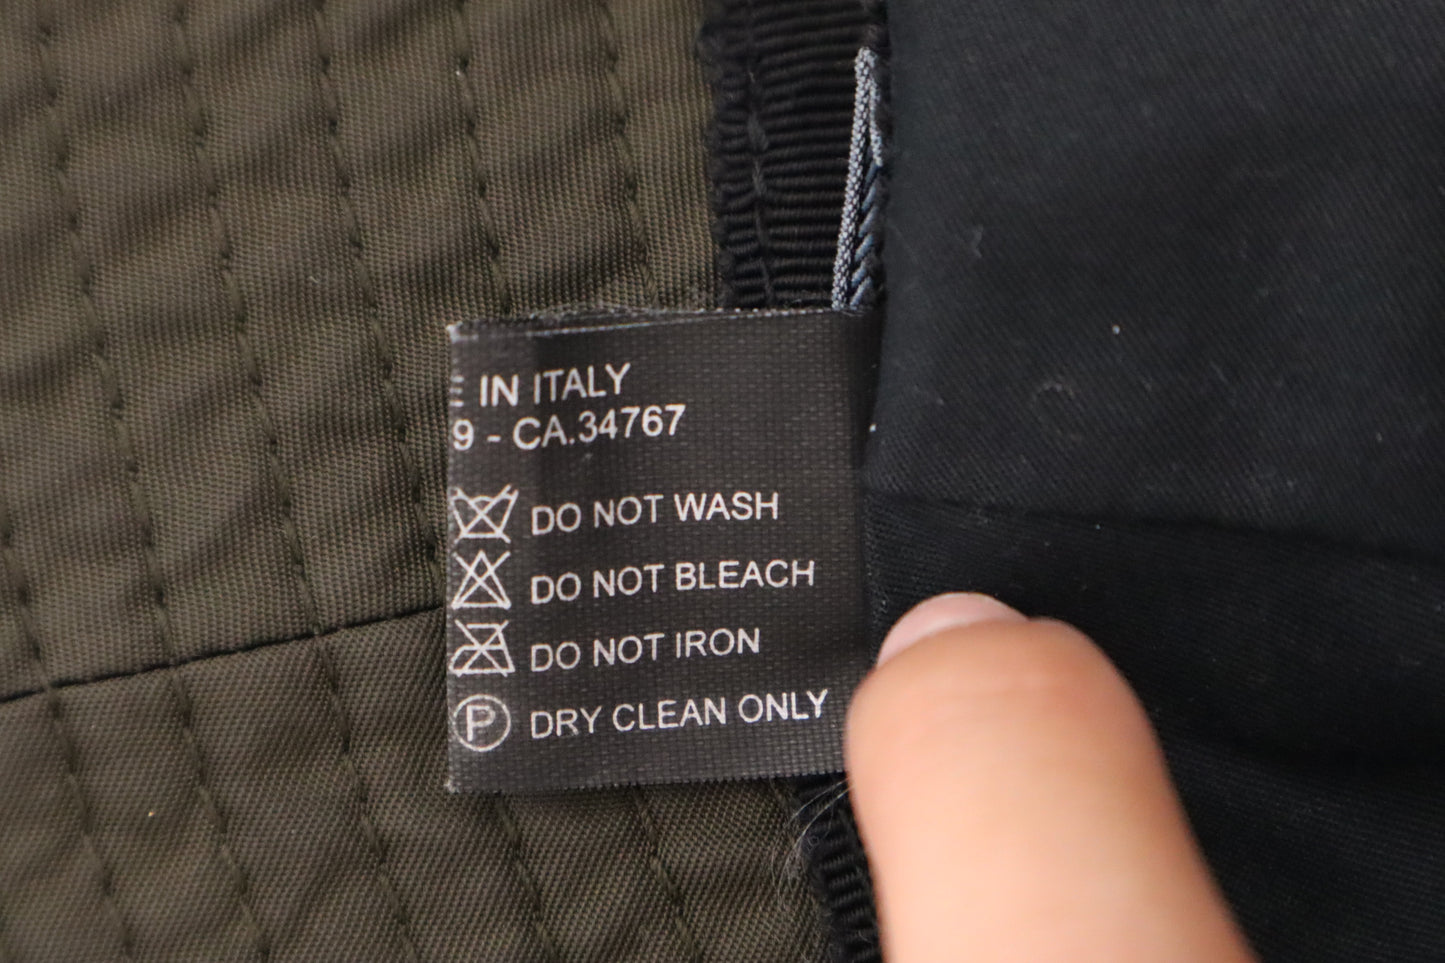 E IN ITALY
9 - CA.34767
DO NOT WASH
DO NOT BLEACH
DO NOT IRON
P DRY CLEAN ONLY